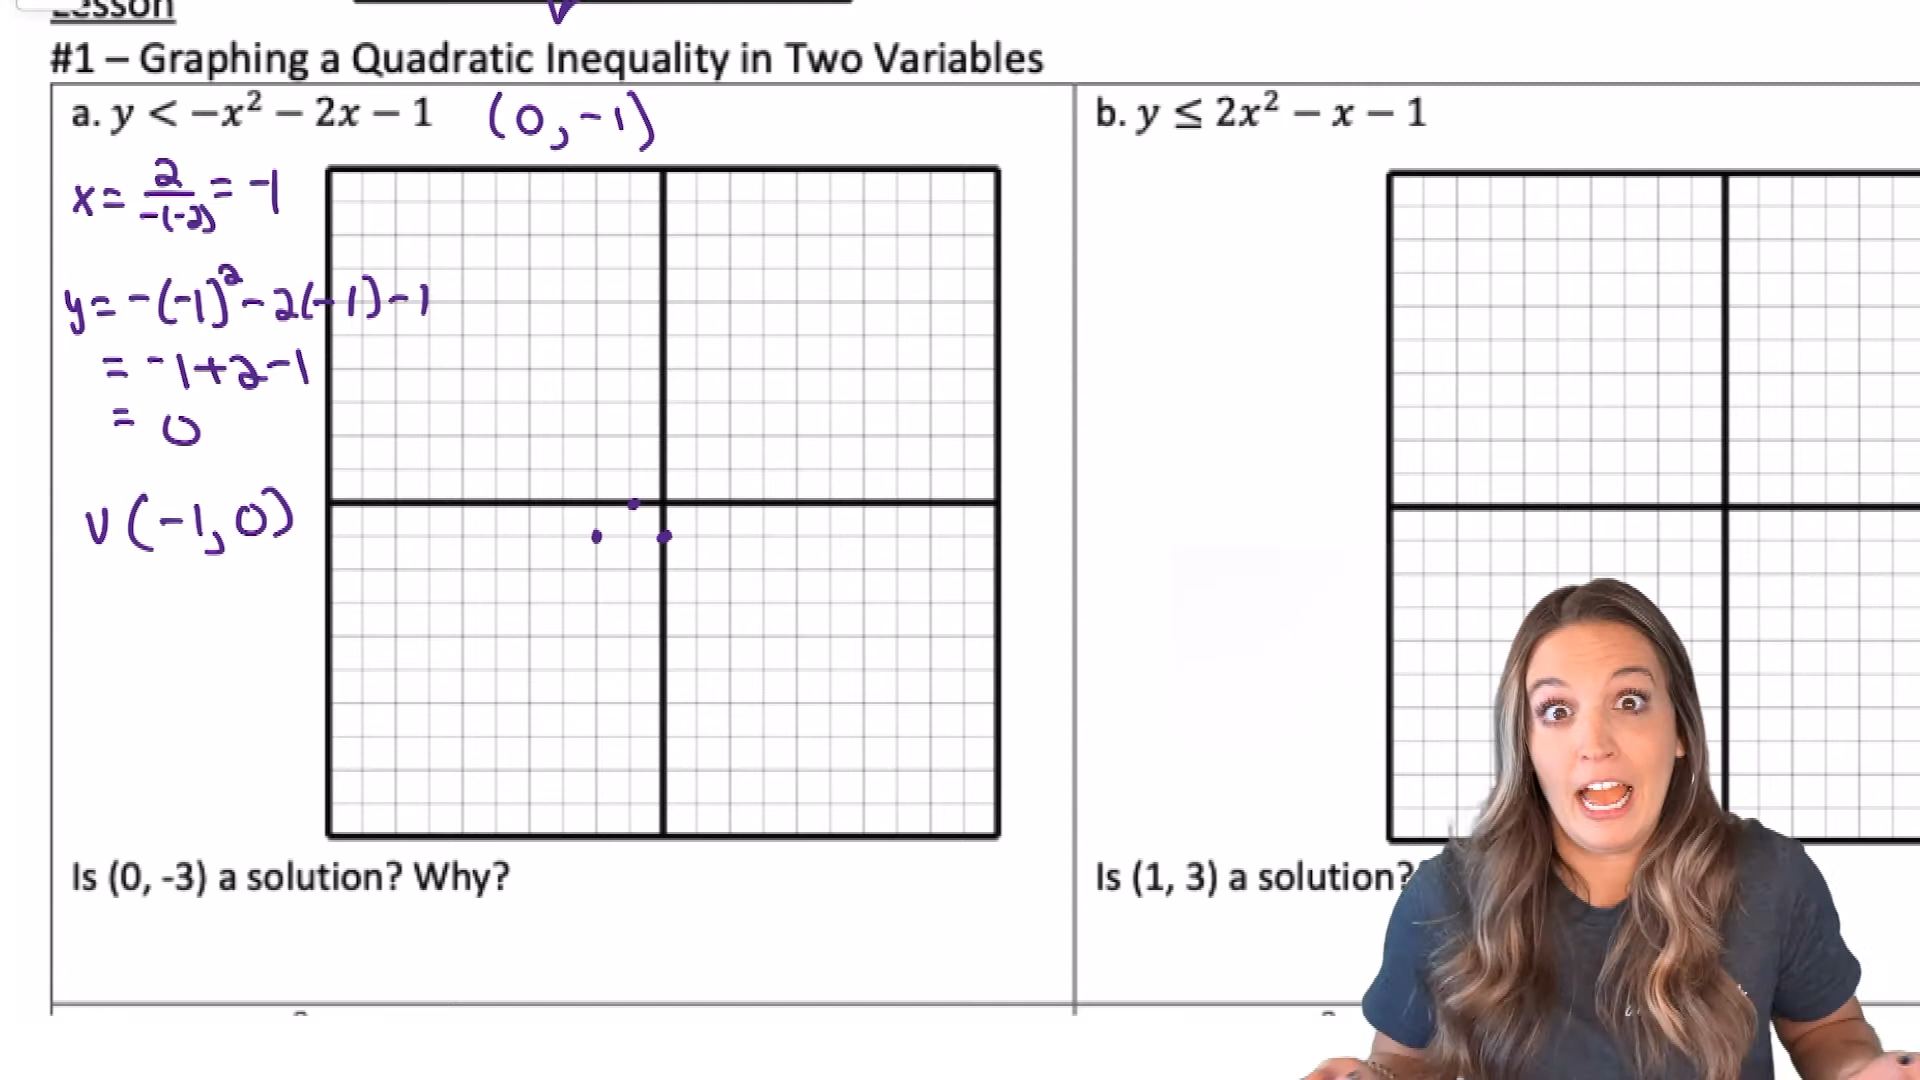 Lesson
#1 – Graphing a Quadratic Inequality in Two Variables
a. y < −x² − 2x − 1 (0, -1)
x = 2/-(-2) = -1
y = -(-1)² - 2(-1) - 1
= -1+2-1
= 0
V (-1, 0)
Is (0, -3) a solution? Why?
b. y ≤ 2x² − x − 1
Is (1, 3) a solution?